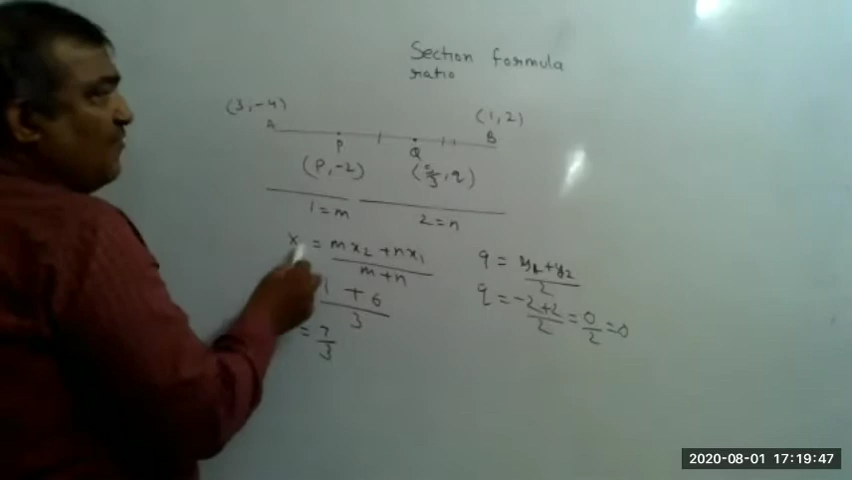 Section formula
ratio
(3, -4)
(1, 2)
A
P
Q
B
(P, -2)
( , q)
1 = m
2 = n
x = mx₂ + nx₁
m + n
1 + 6
3
= 7
3
q = y₁ + y₂
2
q = -2 + 2 = 0 = 0
2 2
2020-08-01 17:19:47